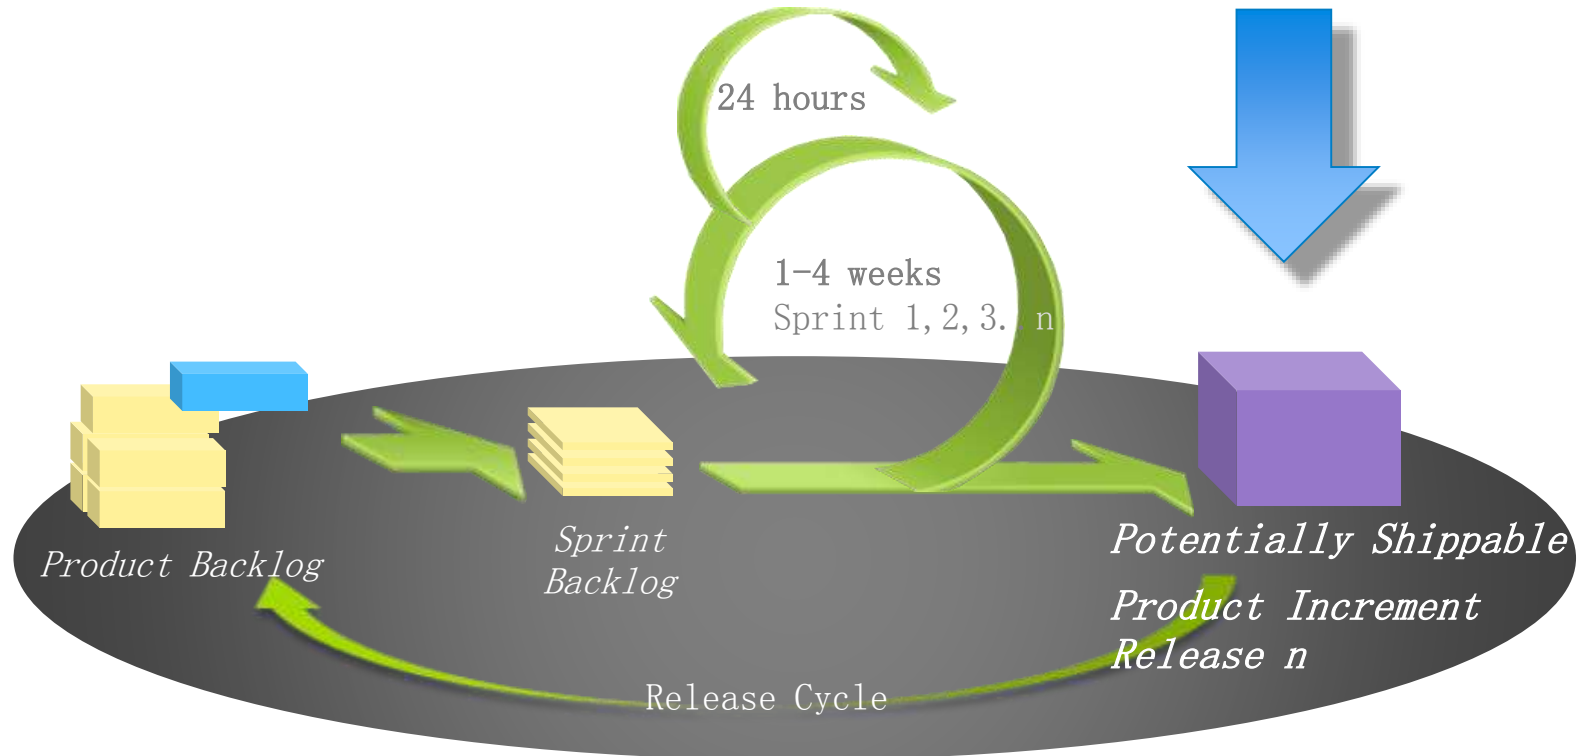 24 hours
1-4 weeks
Sprint 1,2,3..n
Product Backlog
Sprint
Backlog
Potentially Shippable
Product Increment
Release n
Release Cycle